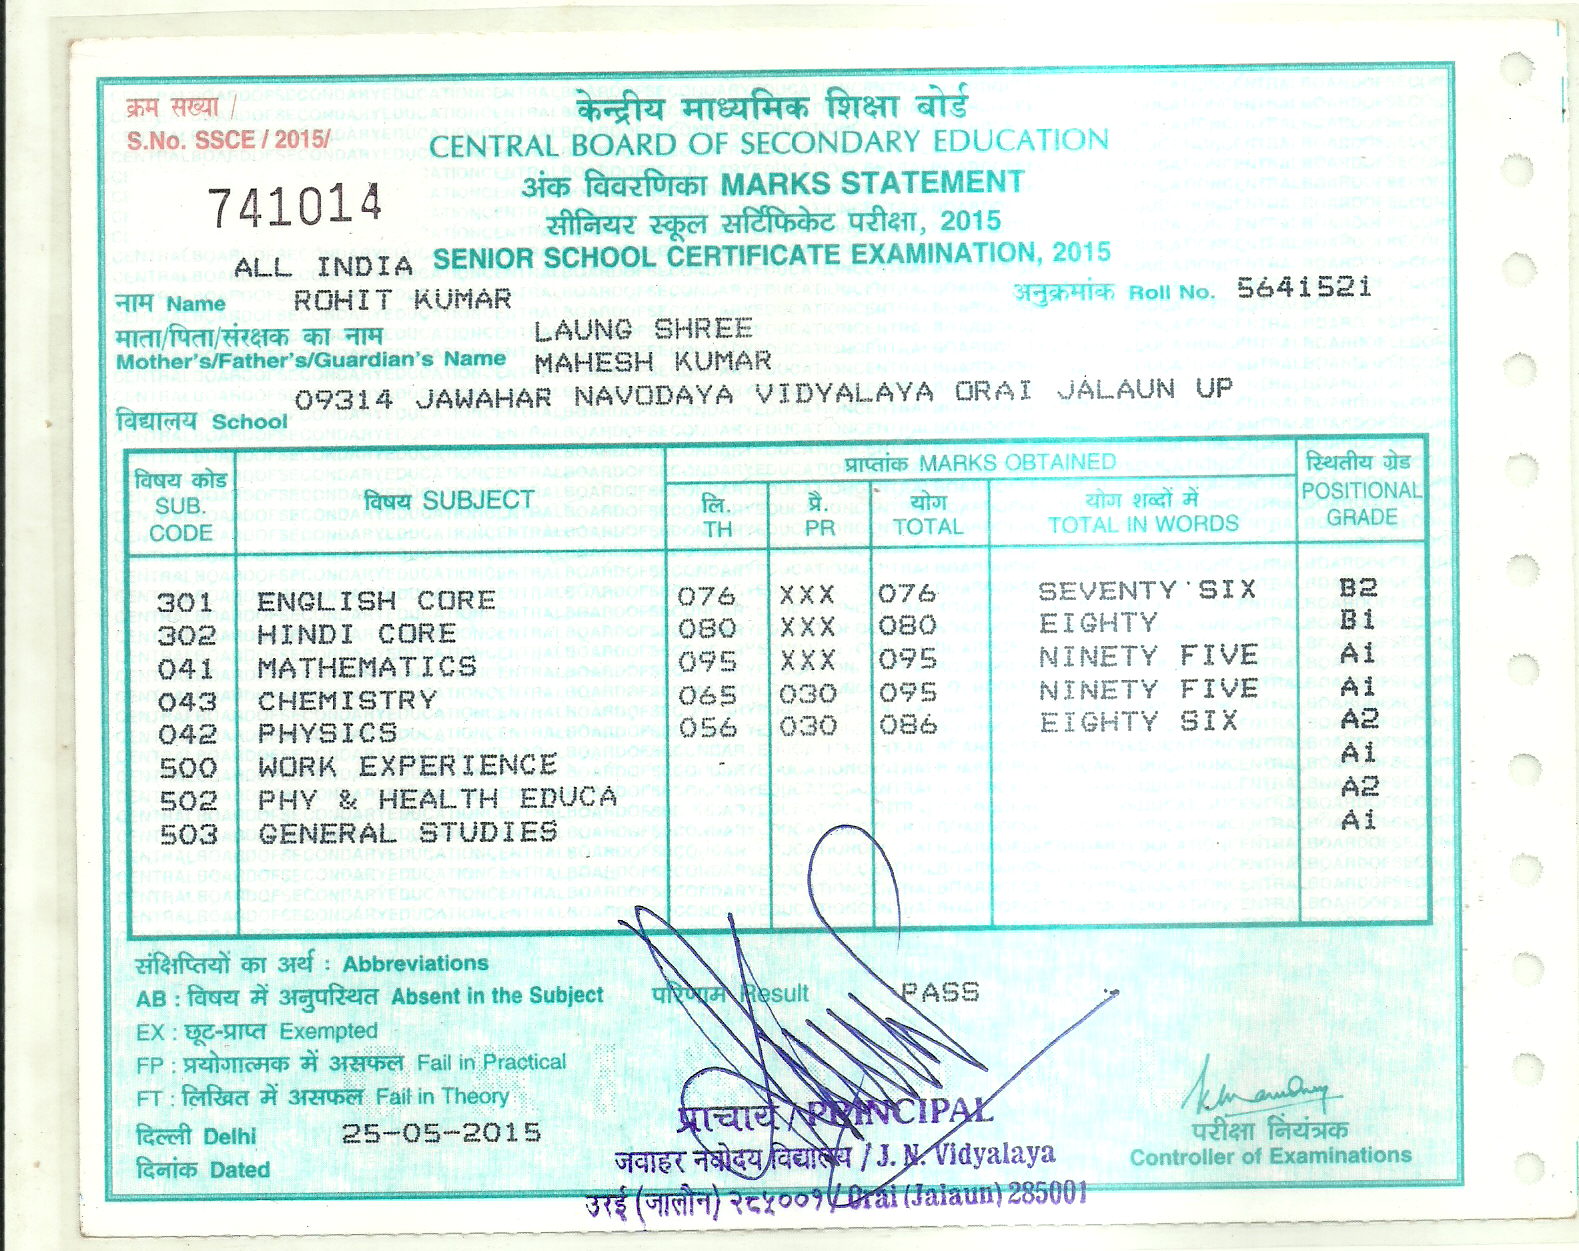 क्रम सख्या /
S.No. SSCE / 2015/
741014
केन्द्रीय माध्यमिक शिक्षा बोर्ड
CENTRAL BOARD OF SECONDARY EDUCATION
अंक विवरणिका MARKS STATEMENT
सीनियर स्कूल सर्टिफिकेट परीक्षा, 2015
ALL INDIA SENIOR SCHOOL CERTIFICATE EXAMINATION, 2015
नाम Name ROHIT KUMAR अनुक्रमांक Roll No. 5641521
माता/पिता/संरक्षक का नाम LAUNG SHREE
Mother's/Father's/Guardian's Name MAHESH KUMAR
विद्यालय School 09314 JAWAHAR NAVODAYA VIDYALAYA ORAI JALAUN UP
विषय कोड SUB. CODE विषय SUBJECT प्राप्तांक MARKS OBTAINED स्थितीय ग्रेड POSITIONAL GRADE
लि. TH प्रै. PR योग TOTAL योग शब्दों में TOTAL IN WORDS
301 ENGLISH CORE 076 XXX 076 SEVENTY SIX B2
302 HINDI CORE 080 XXX 080 EIGHTY B1
041 MATHEMATICS 095 XXX 095 NINETY FIVE A1
043 CHEMISTRY 065 030 095 NINETY FIVE A1
042 PHYSICS 056 030 086 EIGHTY SIX A2
500 WORK EXPERIENCE A1
502 PHY & HEALTH EDUCA A2
503 GENERAL STUDIES A1
संक्षिप्तियों का अर्थ : Abbreviations
AB : विषय में अनुपस्थित Absent in the Subject परिणाम Result PASS
EX : छूट-प्राप्त Exempted
FP : प्रयोगात्मक में असफल Fail in Practical
FT : लिखित में असफल Fail in Theory
दिल्ली Delhi 25-05-2015
दिनांक Dated
प्राचार्य / PRINCIPAL
जवाहर नवोदय विद्यालय / J. N. Vidyalaya
उरई (जालौन) २८५००१ / Orai (Jalaun) 285001
परीक्षा नियंत्रक
Controller of Examinations